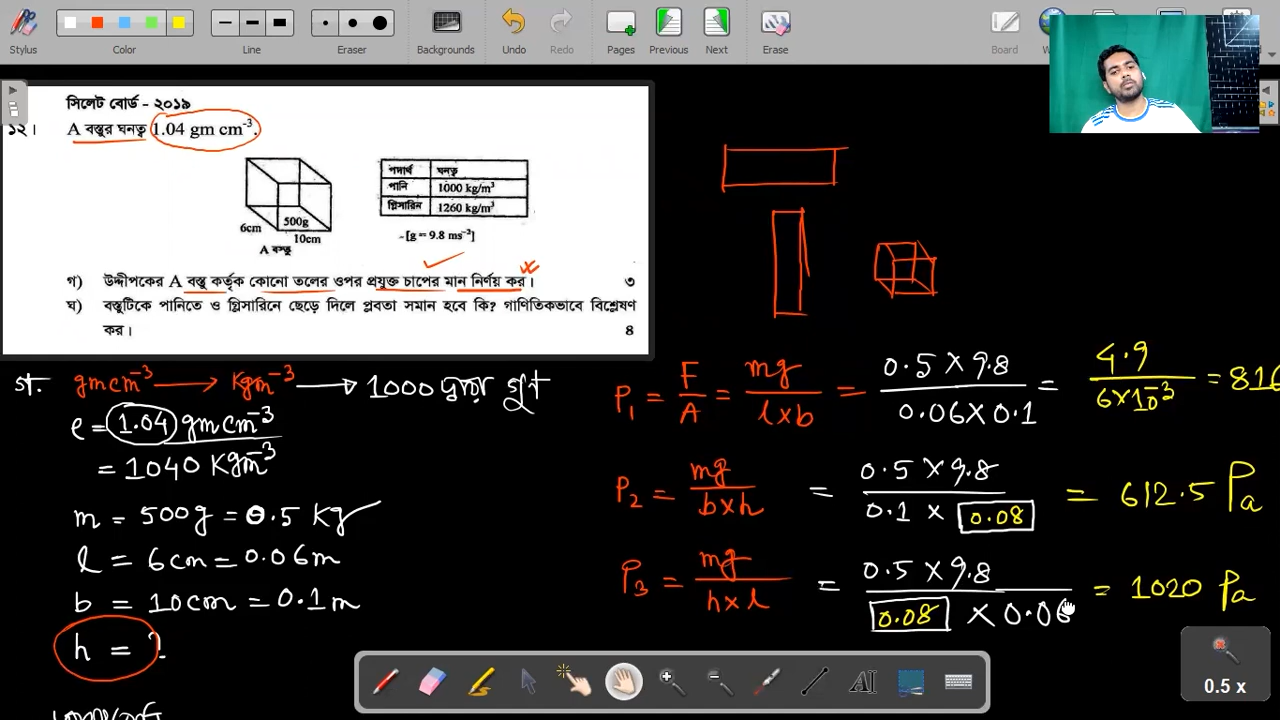 Stylus
Color
Line
Eraser
Backgrounds
Undo
Redo
Pages
Previous
Next
Erase
Board
সিলেট বোর্ড - ২০১৯
১২। A বস্তুর ঘনত্ব 1.04 gm cm⁻³.
6cm
500g
10cm
A বস্তু
পদার্থ ঘনত্ব
পানি 1000 kg/m³
গ্লিসারিন 1260 kg/m³
-[g = 9.8 ms⁻²]
গ) উদ্দীপকের A বস্তু কর্তৃক কোনো তলের ওপর প্রযুক্ত চাপের মান নির্ণয় কর। ৩
ঘ) বস্তুটিকে পানিতে ও গ্লিসারিনে ছেড়ে দিলে প্লবতা সমান হবে কি? গাণিতিকভাবে বিশ্লেষণ
কর। 8
gmcm⁻³ → Kgm⁻³ → 1000 দ্বারা গুণ
e = 1.04 gmcm⁻³
= 1040 Kgm⁻³
m = 500g = 0.5 Kg
l = 6cm = 0.06m
b = 10cm = 0.1m
h = ?
P₁ = F/A = mg/l×b = 0.5×9.8/0.06×0.1 = 4.9/6×10⁻³ = 816
P₂ = mg/b×h = 0.5×9.8/0.1×0.08 = 612.5 Pa
P₃ = mg/h×l = 0.5×9.8/0.08×0.06 = 1020 Pa
0.5 x